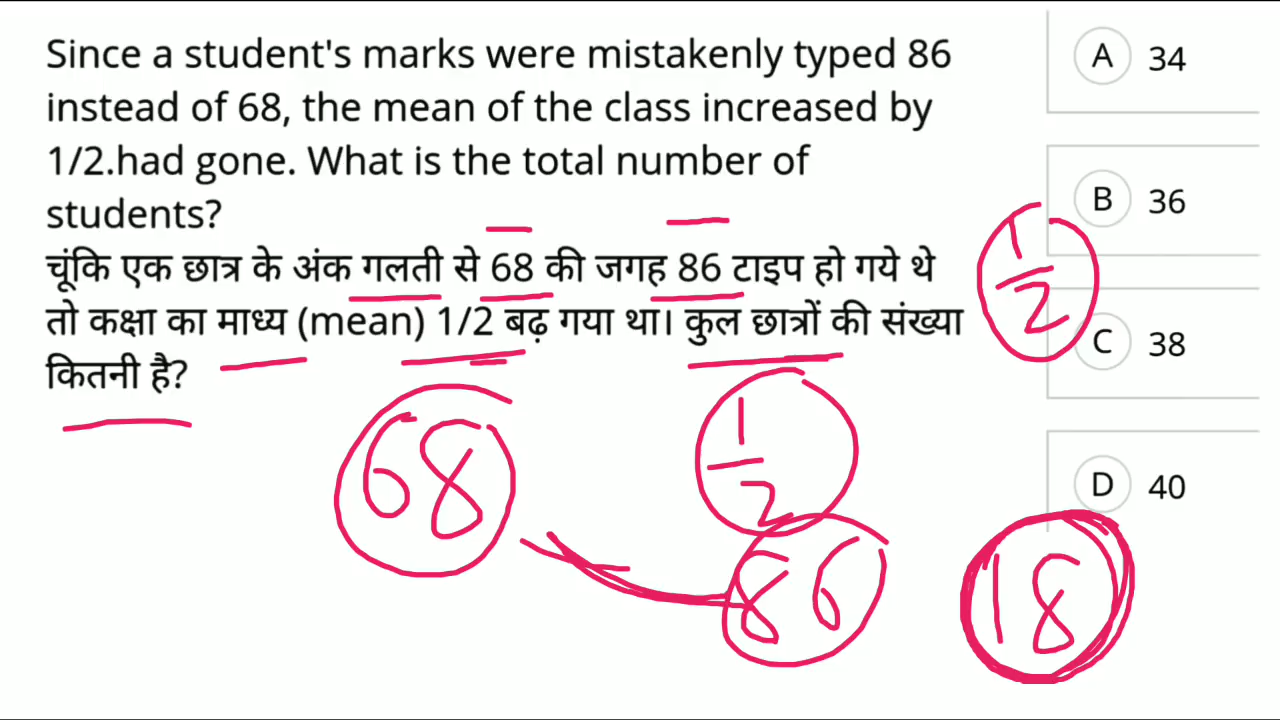 Since a student's marks were mistakenly typed 86
instead of 68, the mean of the class increased by
1/2.had gone. What is the total number of
students?
चूंकि एक छात्र के अंक गलती से 68 की जगह 86 टाइप हो गये थे
तो कक्षा का माध्य (mean) 1/2 बढ़ गया था। कुल छात्रों की संख्या
कितनी है?
A 34
B 36
C 38
D 40
1
2
68
1
2
86
18